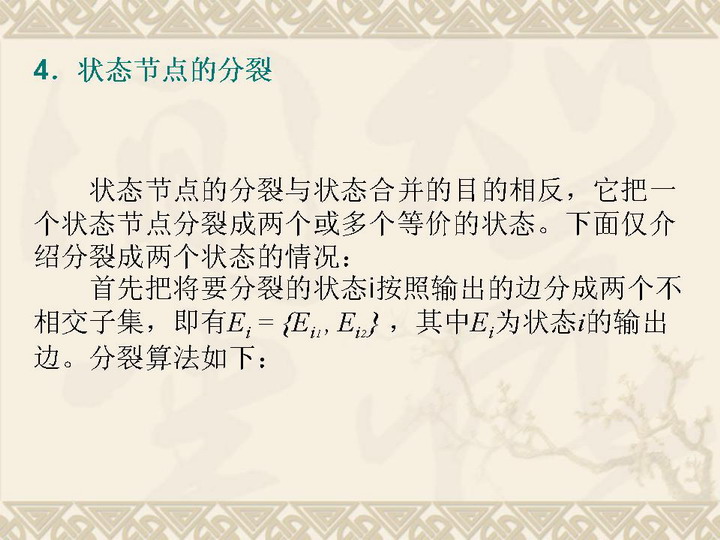 4．状态节点的分裂
状态节点的分裂与状态合并的目的相反，它把一
个状态节点分裂成两个或多个等价的状态。下面仅介
绍分裂成两个状态的情况：
首先把将要分裂的状态i按照输出的边分成两个不
相交子集，即有Ei = {Ei1 , Ei2} ，其中Ei为状态i的输出
边。分裂算法如下：